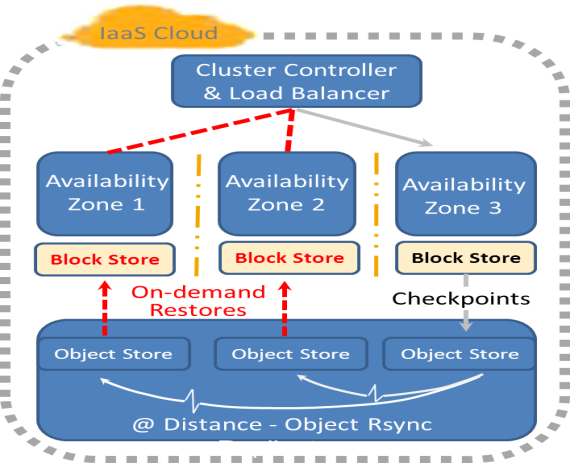 IaaS Cloud
Cluster Controller
& Load Balancer
Availability
Zone 1
Availability
Zone 2
Availability
Zone 3
Block Store
Block Store
Block Store
On-demand
Restores
Checkpoints
Object Store
Object Store
Object Store
@ Distance - Object Rsync